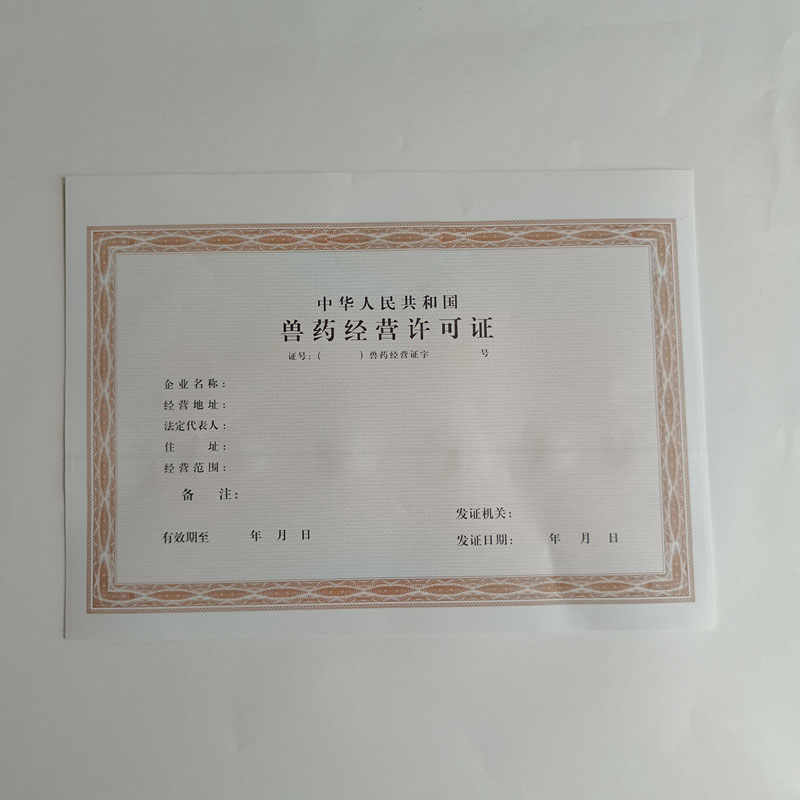 中华人民共和国
兽药经营许可证
证号:( )兽药经营证字 号
企业名称:
经营地址:
法定代表人:
住 址:
经营范围:
备 注:
发证机关:
有效期至 年 月 日
发证日期: 年 月 日